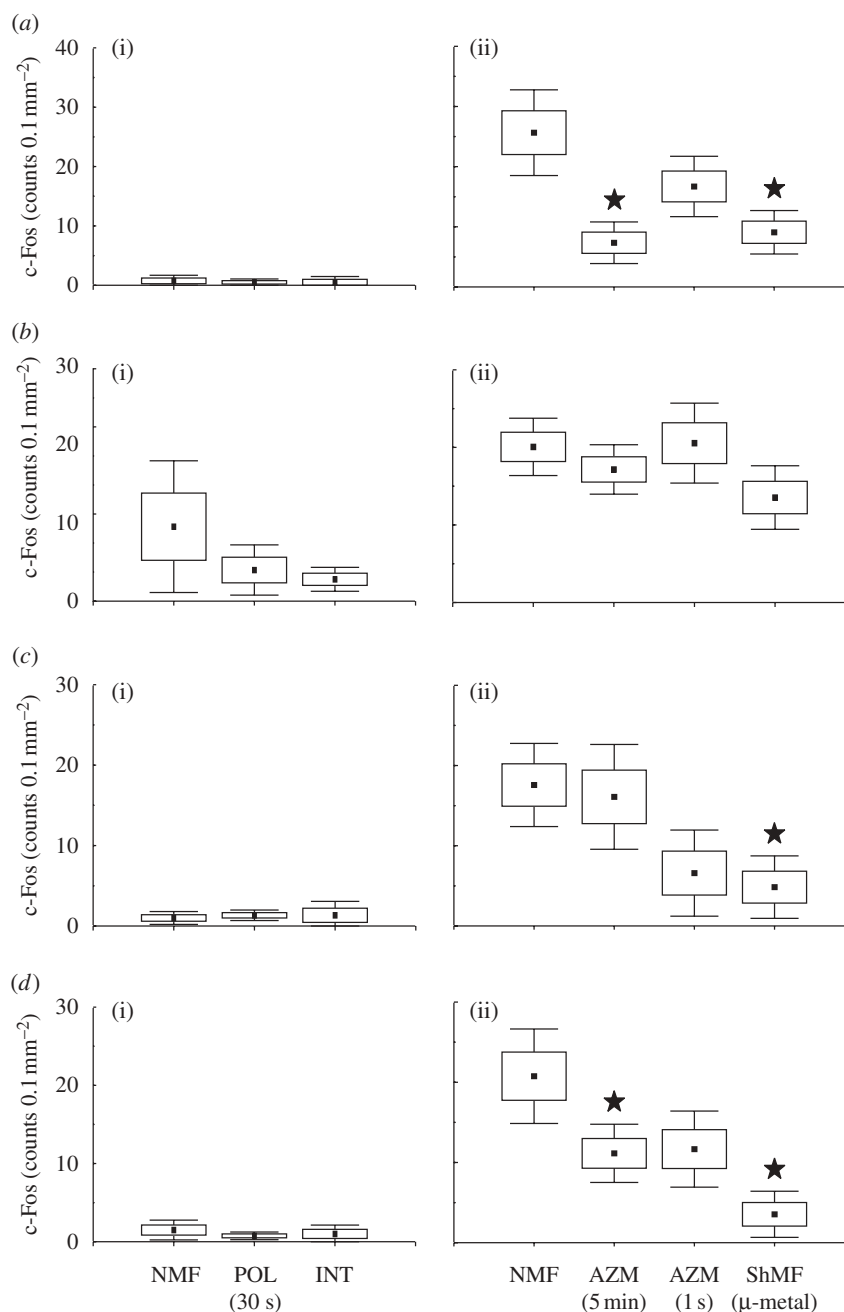 (a)
(i)
(ii)
40
30
20
10
0
c-Fos (counts 0.1 mm⁻²)
(b)
(i)
(ii)
30
20
10
0
c-Fos (counts 0.1 mm⁻²)
(c)
(i)
(ii)
30
20
10
0
c-Fos (counts 0.1 mm⁻²)
(d)
(i)
(ii)
30
20
10
0
c-Fos (counts 0.1 mm⁻²)
NMF POL INT NMF AZM AZM ShMF
(30 s) (5 min) (1 s) (μ-metal)